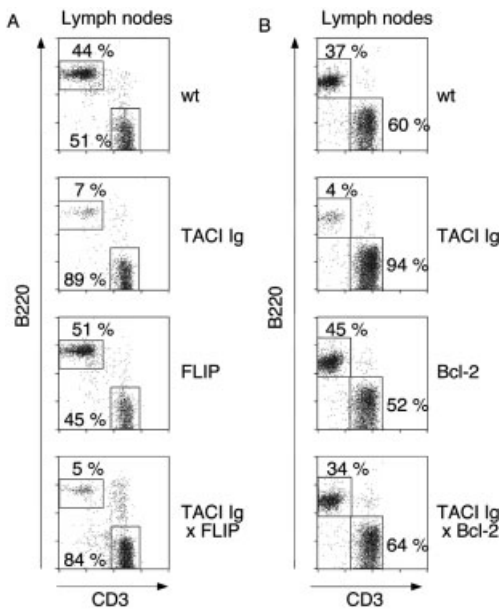 A
Lymph nodes
44 %
wt
51 %
7 %
TACI Ig
89 %
51 %
FLIP
45 %
5 %
TACI Ig
x FLIP
84 %
B220
CD3
B
Lymph nodes
37 %
wt
60 %
4 %
TACI Ig
94 %
45 %
Bcl-2
52 %
34 %
TACI Ig
x Bcl-2
64 %
B220
CD3